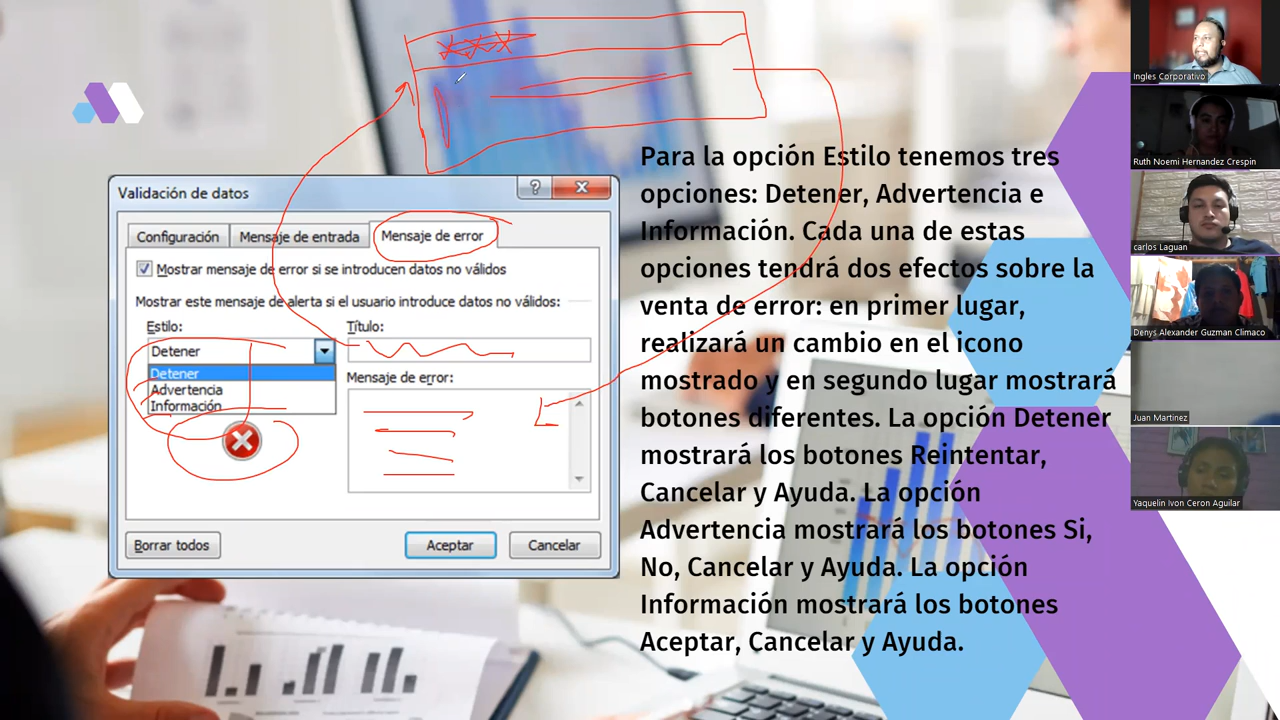 Validación de datos
Configuración
Mensaje de entrada
Mensaje de error
Mostrar mensaje de error si se introducen datos no válidos
Mostrar este mensaje de alerta si el usuario introduce datos no válidos:
Estilo:
Título:
Detener
Detener
Advertencia
Información
Mensaje de error:
Borrar todos
Aceptar
Cancelar
Para la opción Estilo tenemos tres
opciones: Detener, Advertencia e
Información. Cada una de estas
opciones tendrá dos efectos sobre la
venta de error: en primer lugar,
realizará un cambio en el icono
mostrado y en segundo lugar mostrará
botones diferentes. La opción Detener
mostrará los botones Reintentar,
Cancelar y Ayuda. La opción
Advertencia mostrará los botones Si,
No, Cancelar y Ayuda. La opción
Información mostrará los botones
Aceptar, Cancelar y Ayuda.
Ingles Corporativo
Ruth Noemi Hernandez Crespin
carlos Laguan
Denys Alexander Guzman Climaco
Juan Martinez
Yaquelin Ivon Ceron Aguilar